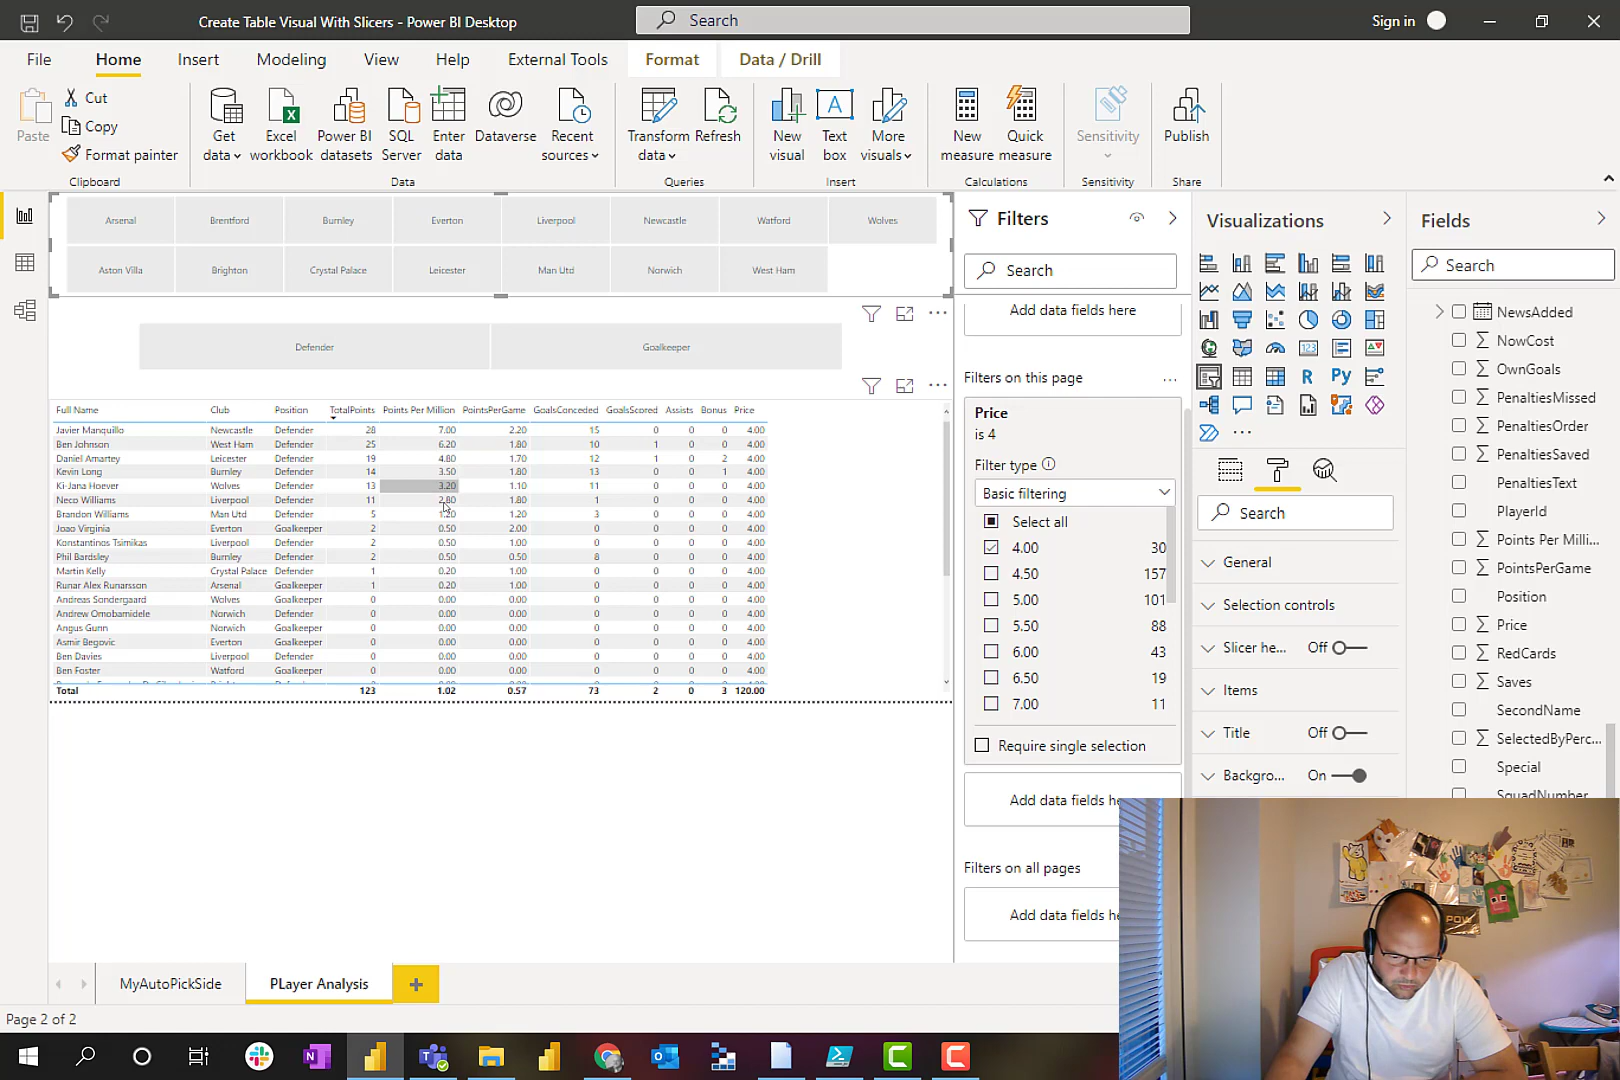 Create Table Visual With Slicers - Power BI Desktop
Search
Sign in
File Home Insert Modeling View Help External Tools Format Data / Drill
Paste
Cut
Copy
Format painter
Clipboard
Get data
Excel workbook
Power BI datasets
SQL Server
Enter data
Dataverse
Recent sources
Data
Transform data
Refresh
Queries
New visual
Text box
More visuals
Insert
New measure
Quick measure
Calculations
Sensitivity
Sensitivity
Publish
Share
Arsenal Brentford Burnley Everton Liverpool Newcastle Watford Wolves
Aston Villa Brighton Crystal Palace Leicester Man Utd Norwich West Ham
Defender Goalkeeper
Full Name Club Position TotalPoints Points Per Million PointsPerGame GoalsConceded GoalsScored Assists Bonus Price
Javier Manquillo Newcastle Defender 28 7.00 2.20 15 0 0 0 4.00
Ben Johnson West Ham Defender 25 6.20 1.80 10 1 0 0 4.00
Daniel Amartey Leicester Defender 19 4.80 1.70 12 1 0 2 4.00
Kevin Long Burnley Defender 14 3.50 1.80 13 0 0 1 4.00
Ki-Jana Hoever Wolves Defender 13 3.20 1.10 11 0 0 0 4.00
Neco Williams Liverpool Defender 11 2.80 1.80 1 0 0 0 4.00
Brandon Williams Man Utd Defender 5 1.20 1.20 3 0 0 0 4.00
Joao Virginia Everton Goalkeeper 2 0.50 2.00 0 0 0 0 4.00
Konstantinos Tsimikas Liverpool Defender 2 0.50 1.00 0 0 0 0 4.00
Phil Bardsley Burnley Defender 2 0.50 0.50 8 0 0 0 4.00
Martin Kelly Crystal Palace Defender 1 0.20 1.00 0 0 0 0 4.00
Runar Alex Runarsson Arsenal Goalkeeper 1 0.20 1.00 0 0 0 0 4.00
Andreas Sondergaard Wolves Goalkeeper 0 0.00 0.00 0 0 0 0 4.00
Andrew Omobamidele Norwich Defender 0 0.00 0.00 0 0 0 0 4.00
Angus Gunn Norwich Goalkeeper 0 0.00 0.00 0 0 0 0 4.00
Asmir Begovic Everton Goalkeeper 0 0.00 0.00 0 0 0 0 4.00
Ben Davies Liverpool Defender 0 0.00 0.00 0 0 0 0 4.00
Ben Foster Watford Goalkeeper 0 0.00 0.00 0 0 0 0 4.00
Total 123 1.02 0.57 73 2 0 3 120.00
Filters
Search
Add data fields here
Filters on this page ...
Price
is 4
Filter type
Basic filtering
Select all
4.00 30
4.50 157
5.00 101
5.50 88
6.00 43
6.50 19
7.00 11
Require single selection
Add data fields he
Filters on all pages
Add data fields he
Visualizations
R Py
123
Search
General
Selection controls
Slicer he... Off
Items
Title Off
Backgro... On
Fields
Search
NewsAdded
NowCost
OwnGoals
PenaltiesMissed
PenaltiesOrder
PenaltiesSaved
PenaltiesText
PlayerId
Points Per Milli...
PointsPerGame
Position
Price
RedCards
Saves
SecondName
SelectedByPerc...
Special
SquadNumber
POW
MyAutoPickSide PLayer Analysis
Page 2 of 2